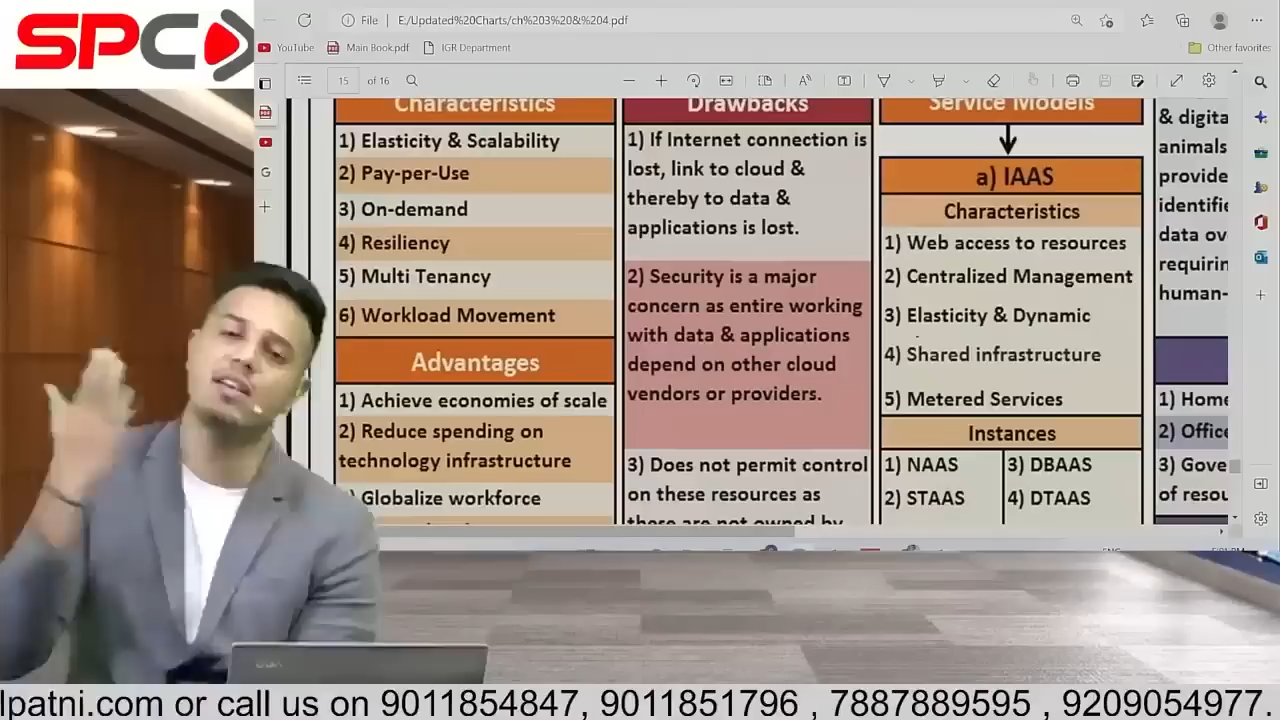 SPC
File
E:/Updated%20Charts/ch%203%20&%204.pdf
YouTube
Main Book.pdf
IGR Department
Other favorites
15
of 16
Characteristics
1) Elasticity & Scalability
2) Pay-per-Use
3) On-demand
4) Resiliency
5) Multi Tenancy
6) Workload Movement
Advantages
1) Achieve economies of scale
2) Reduce spending on
technology infrastructure
) Globalize workforce
Drawbacks
1) If Internet connection is
lost, link to cloud &
thereby to data &
applications is lost.
2) Security is a major
concern as entire working
with data & applications
depend on other cloud
vendors or providers.
3) Does not permit control
on these resources as
these are not owned by
Service Models
a) IAAS
Characteristics
1) Web access to resources
2) Centralized Management
3) Elasticity & Dynamic
4) Shared infrastructure
5) Metered Services
Instances
1) NAAS
3) DBAAS
2) STAAS
4) DTAAS
& digita
animals
provide
identifie
data ov
requirin
human-
1) Home
2) Office
3) Gove
of resou
lpatni.com or call us on 9011854847, 9011851796 , 7887889595 , 9209054977.